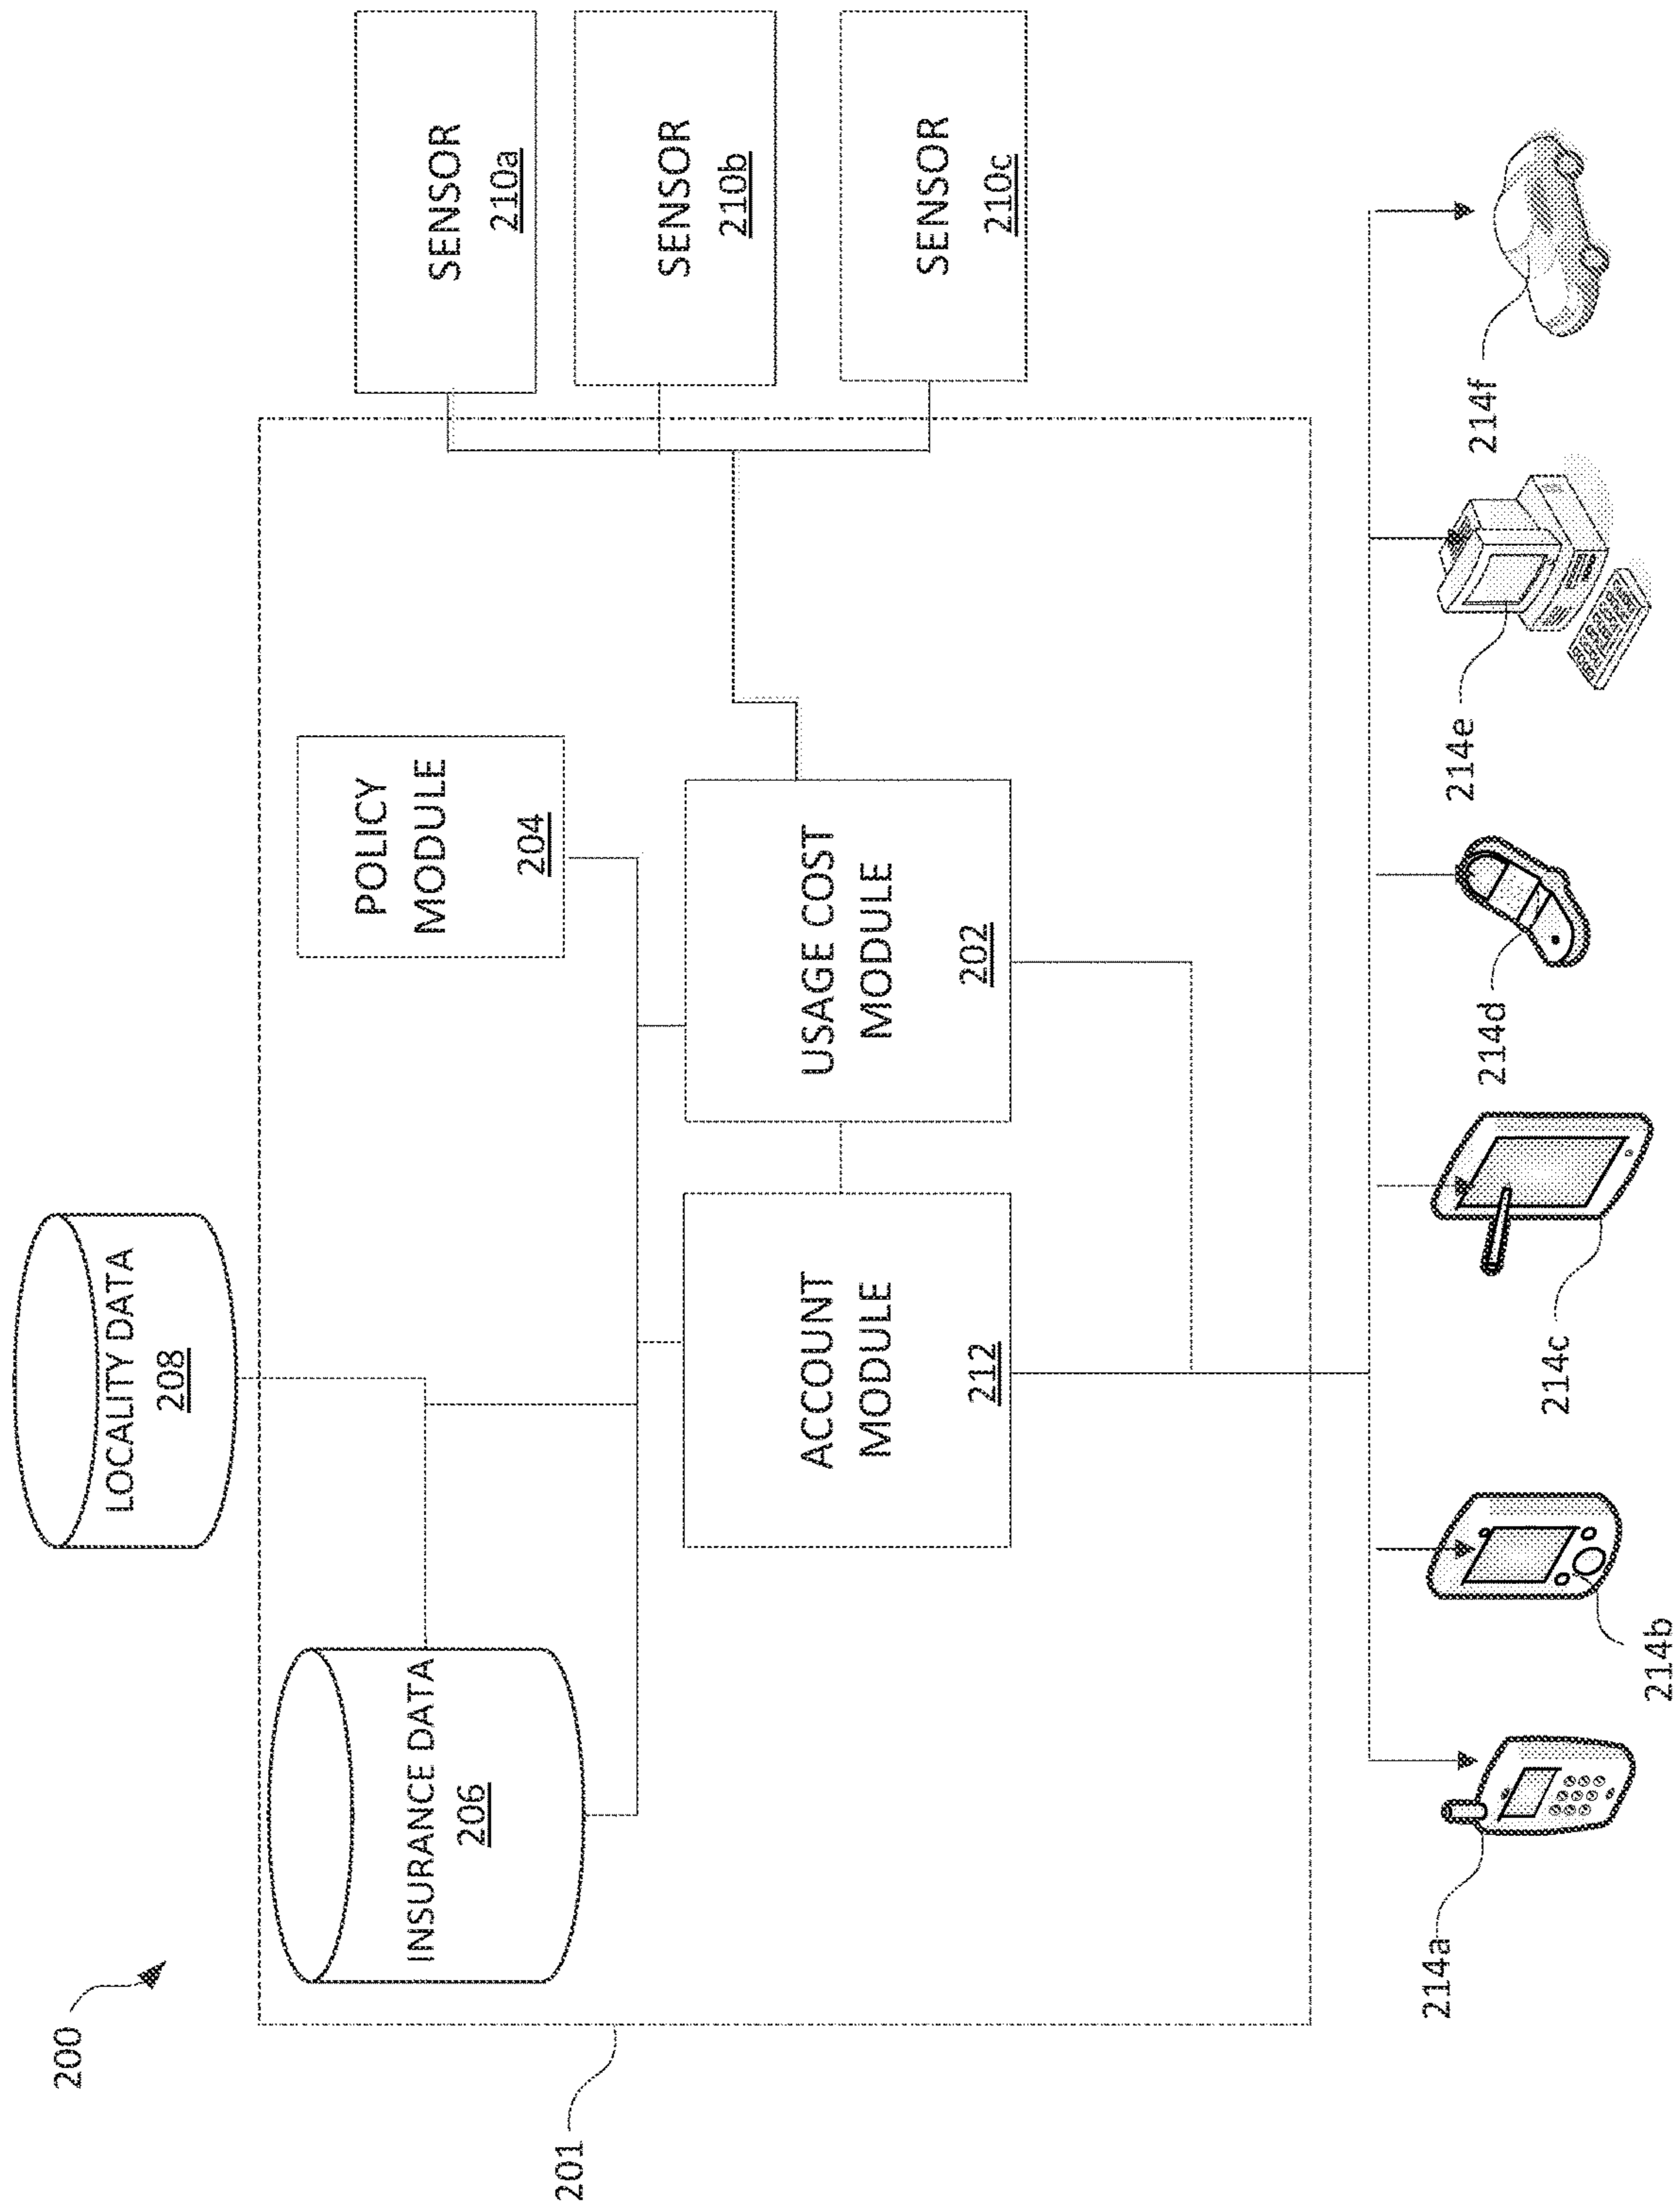 200
201
LOCALITY DATA
208
INSURANCE DATA
206
POLICY
MODULE
204
ACCOUNT
MODULE
212
USAGE COST
MODULE
202
SENSOR
210a
SENSOR
210b
SENSOR
210c
214a
214b
214c
214d
214e
214f